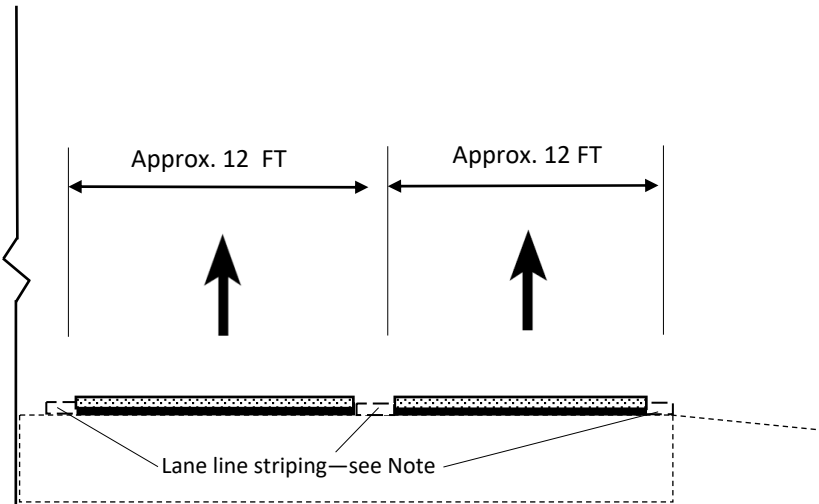 Approx. 12  FT
Approx. 12 FT
Lane line striping—see Note